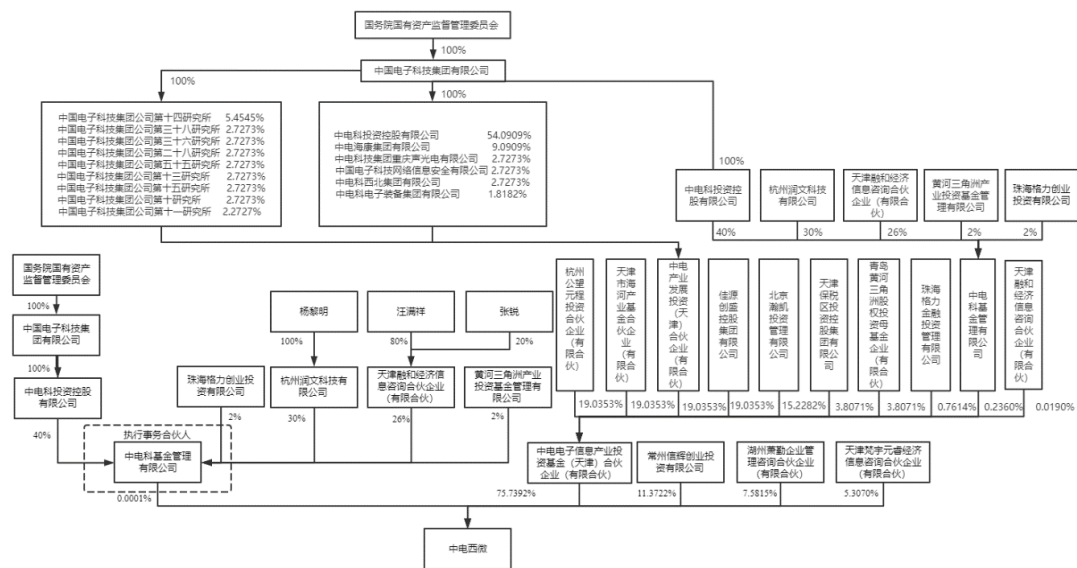 国务院国有资产监督管理委员会
100%
中国电子科技集团有限公司
100%
100%
100%
中国电子科技集团公司第十四研究所 5.4545%
中国电子科技集团公司第三十八研究所 2.7273%
中国电子科技集团公司第三十六研究所 2.7273%
中国电子科技集团公司第二十八研究所 2.7273%
中国电子科技集团公司第五十五研究所 2.7273%
中国电子科技集团公司第十三研究所 2.7273%
中国电子科技集团公司第十五研究所 2.7273%
中国电子科技集团公司第十研究所 2.7273%
中国电子科技集团公司第十一研究所 2.2727%
中电科投资控股有限公司 54.0909%
中电海康集团有限公司 9.0909%
中电科技集团重庆声光电有限公司 2.7273%
中国电子科技网络信息安全有限公司 2.7273%
中电科西北集团有限公司 2.7273%
中电科电子装备集团有限公司 1.8182%
中电科投资控
股有限公司
杭州润文科技有
限公司
天津融和经济
信息咨询合伙企
业（有限合伙）
黄河三角洲产
业投资基金管
理有限公司
珠海格力创业
投资有限公司
40%
30%
26%
2%
2%
国务院国有资产
监督管理委员会
100%
中国电子科技集
团有限公司
100%
中电科投资控股
有限公司
40%
杨黎明
汪满祥
张锐
100%
80%
20%
珠海格力创业投
资有限公司
杭州润文科技有
限公司
天津融和经济信
息咨询合伙企业
（有限合伙）
黄河三角洲产业
投资基金管理有
限公司
2%
30%
26%
2%
执行事务合伙人
中电科基金管理
有限公司
0.0001%
杭州公望元程投资合伙企业（有限合伙）
天津市海河产业基金合伙企业（有限合伙）
中电产业发展投资（天津）合伙企业（有限合伙）
佳源创盛控股集团有限公司
北京瀚凯投资管理有限公司
天津保税区投资控股集团有限公司
青岛黄河三角洲股权投资母基金企业（有限合伙）
珠海格力金融投资管理有限公司
中电科基金管理有限公司
天津融和经济信息咨询合伙企业（有限合伙）
19.0353%
19.0353%
19.0353%
19.0353%
15.2282%
3.8071%
3.8071%
0.7614%
0.2360%
0.0190%
中电电子信息产业投
资基金（天津）合伙
企业（有限合伙）
常州信辉创业投
资有限公司
湖州萧勤企业管
理咨询合伙企业
（有限合伙）
天津梵宇元睿经济
信息咨询合伙企业
（有限合伙）
75.7392%
11.3722%
7.5815%
5.3070%
中电西微